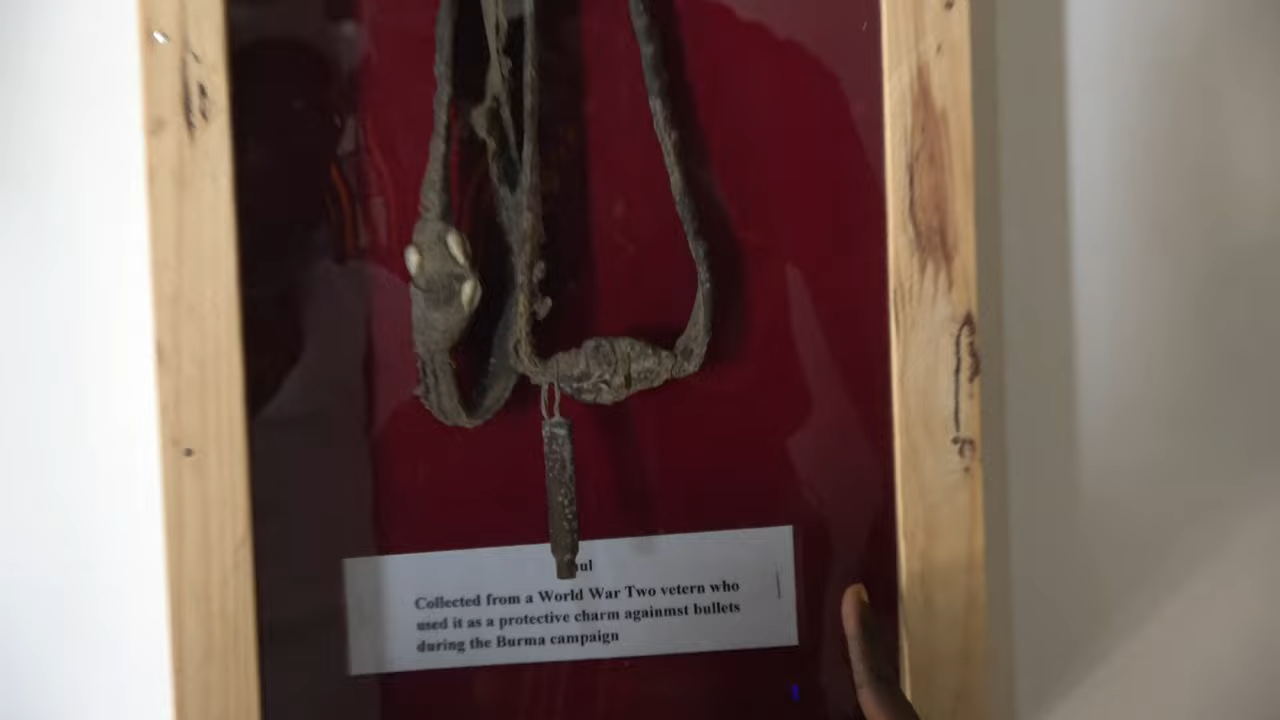 Collected from a World War Two vetern who
used it as a protective charm againmst bullets
during the Burma campaign